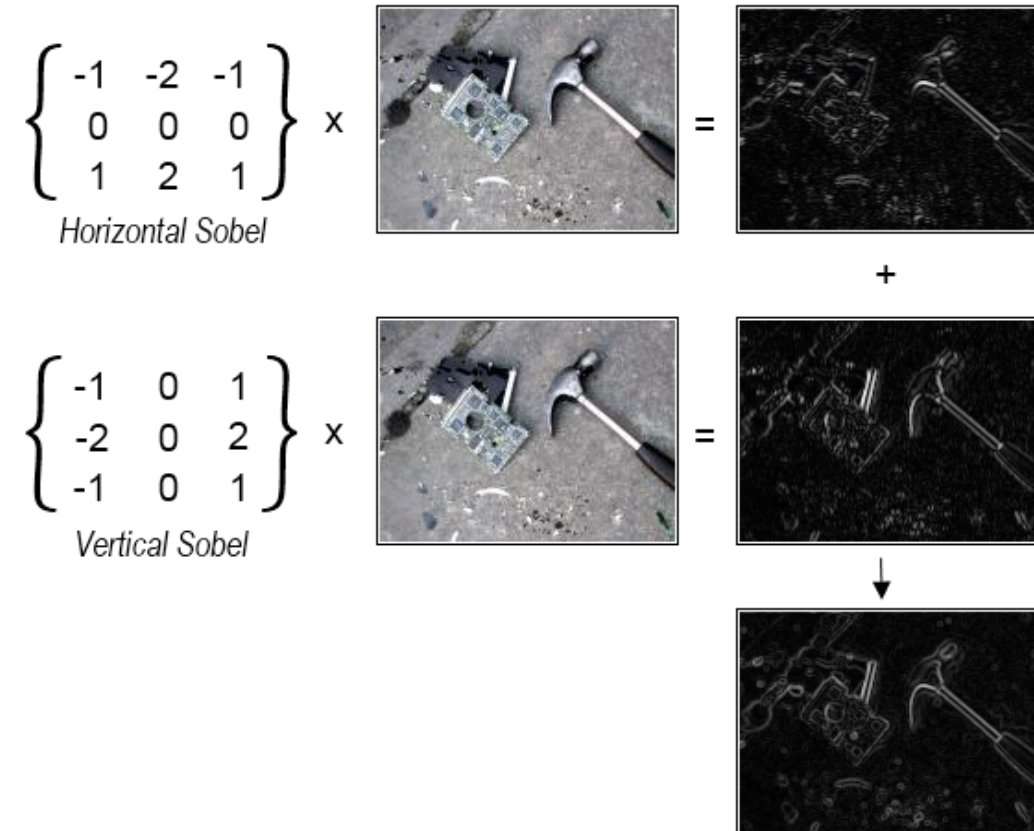 -1 -2 -1
0 0 0
1 2 1
x
=
Horizontal Sobel
+
-1 0 1
-2 0 2
-1 0 1
x
=
Vertical Sobel